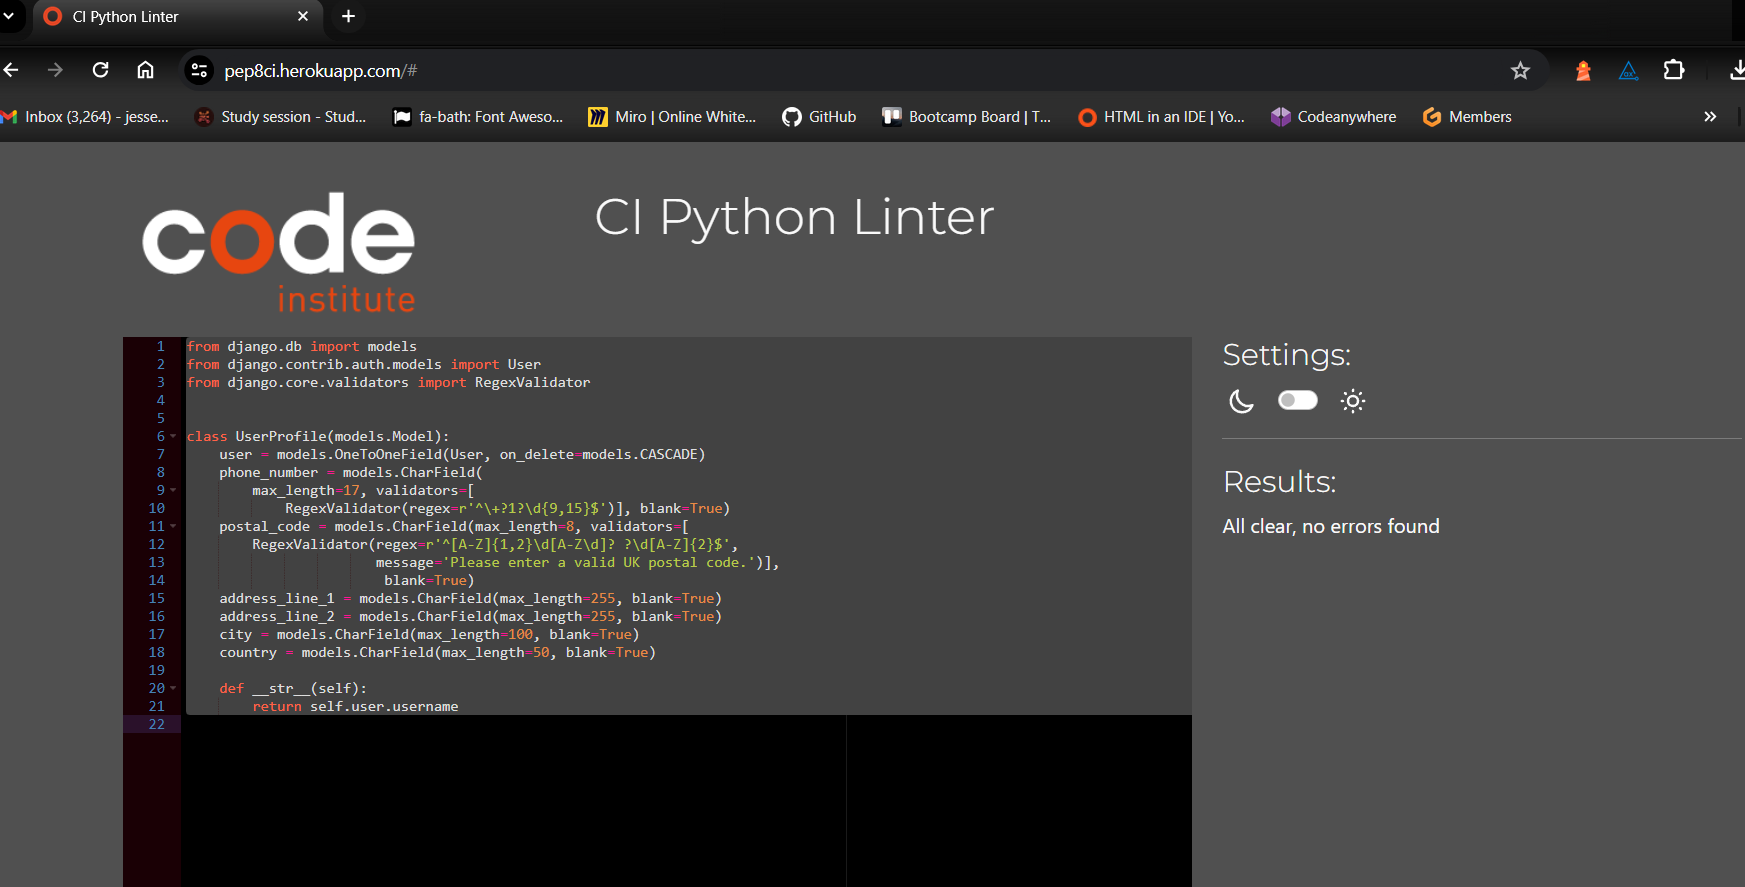 CI Python Linter
pep8ci.herokuapp.com/#
Inbox (3,264) - jesse...
Study session - Stud...
fa-bath: Font Aweso...
Miro | Online White...
GitHub
Bootcamp Board | T...
HTML in an IDE | Yo...
Codeanywhere
Members
code
institute
CI Python Linter
1 from django.db import models
2 from django.contrib.auth.models import User
3 from django.core.validators import RegexValidator
4
5
6 class UserProfile(models.Model):
7     user = models.OneToOneField(User, on_delete=models.CASCADE)
8     phone_number = models.CharField(
9         max_length=17, validators=[
10             RegexValidator(regex=r'^\+?1?\d{9,15}$')], blank=True)
11     postal_code = models.CharField(max_length=8, validators=[
12         RegexValidator(regex=r'^[A-Z]{1,2}\d[A-Z\d]? ?\d[A-Z]{2}$',
13                        message='Please enter a valid UK postal code.')],
14                         blank=True)
15     address_line_1 = models.CharField(max_length=255, blank=True)
16     address_line_2 = models.CharField(max_length=255, blank=True)
17     city = models.CharField(max_length=100, blank=True)
18     country = models.CharField(max_length=50, blank=True)
19
20     def __str__(self):
21         return self.user.username
22
Settings:
Results:
All clear, no errors found